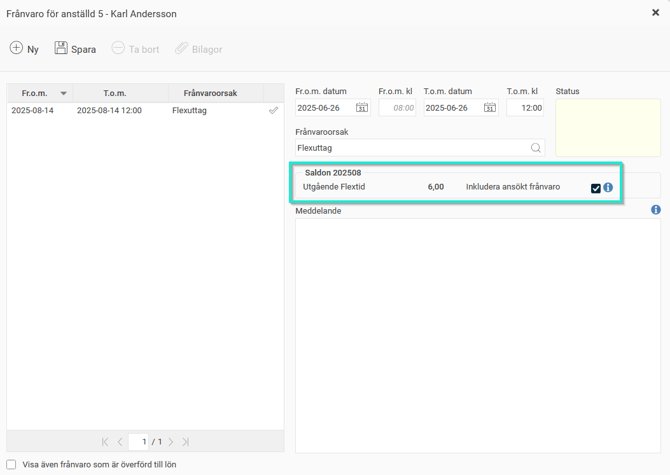 Frånvaro för anställd 5 - Karl Andersson
Ny Spara Ta bort Bilagor
Fr.o.m. T.o.m. Frånvaroorsak
2025-08-14 2025-08-14 12:00 Flexuttag
1 / 1
Visa även frånvaro som är överförd till lön
Fr.o.m. datum Fr.o.m. kl T.o.m. datum T.o.m. kl Status
2025-06-26 31 08:00 2025-06-26 31 12:00
Frånvaroorsak
Flexuttag
Saldon 202508
Utgående Flextid 6,00 Inkludera ansökt frånvaro
Meddelande